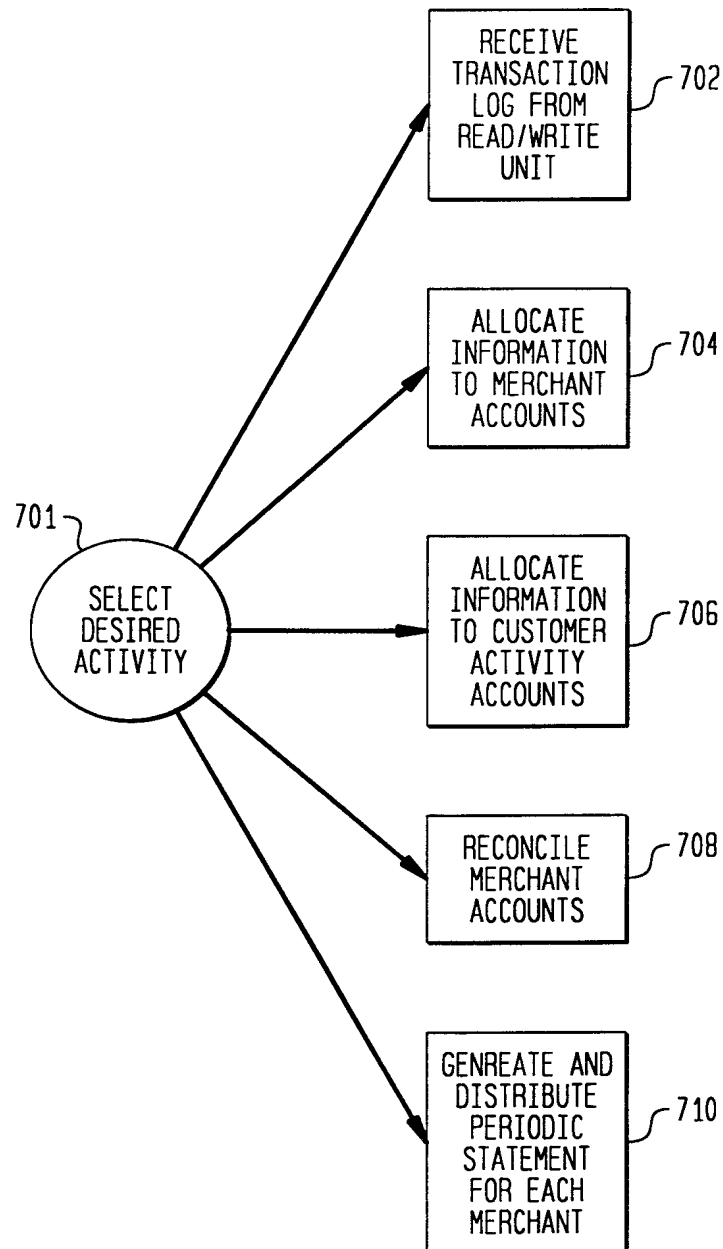 RECEIVE
TRANSACTION
LOG FROM
READ/WRITE
UNIT
702
ALLOCATE
INFORMATION
TO MERCHANT
ACCOUNTS
704
701
SELECT
DESIRED
ACTIVITY
ALLOCATE
INFORMATION
TO CUSTOMER
ACTIVITY
ACCOUNTS
706
RECONCILE
MERCHANT
ACCOUNTS
708
GENREATE AND
DISTRIBUTE
PERIODIC
STATEMENT
FOR EACH
MERCHANT
710